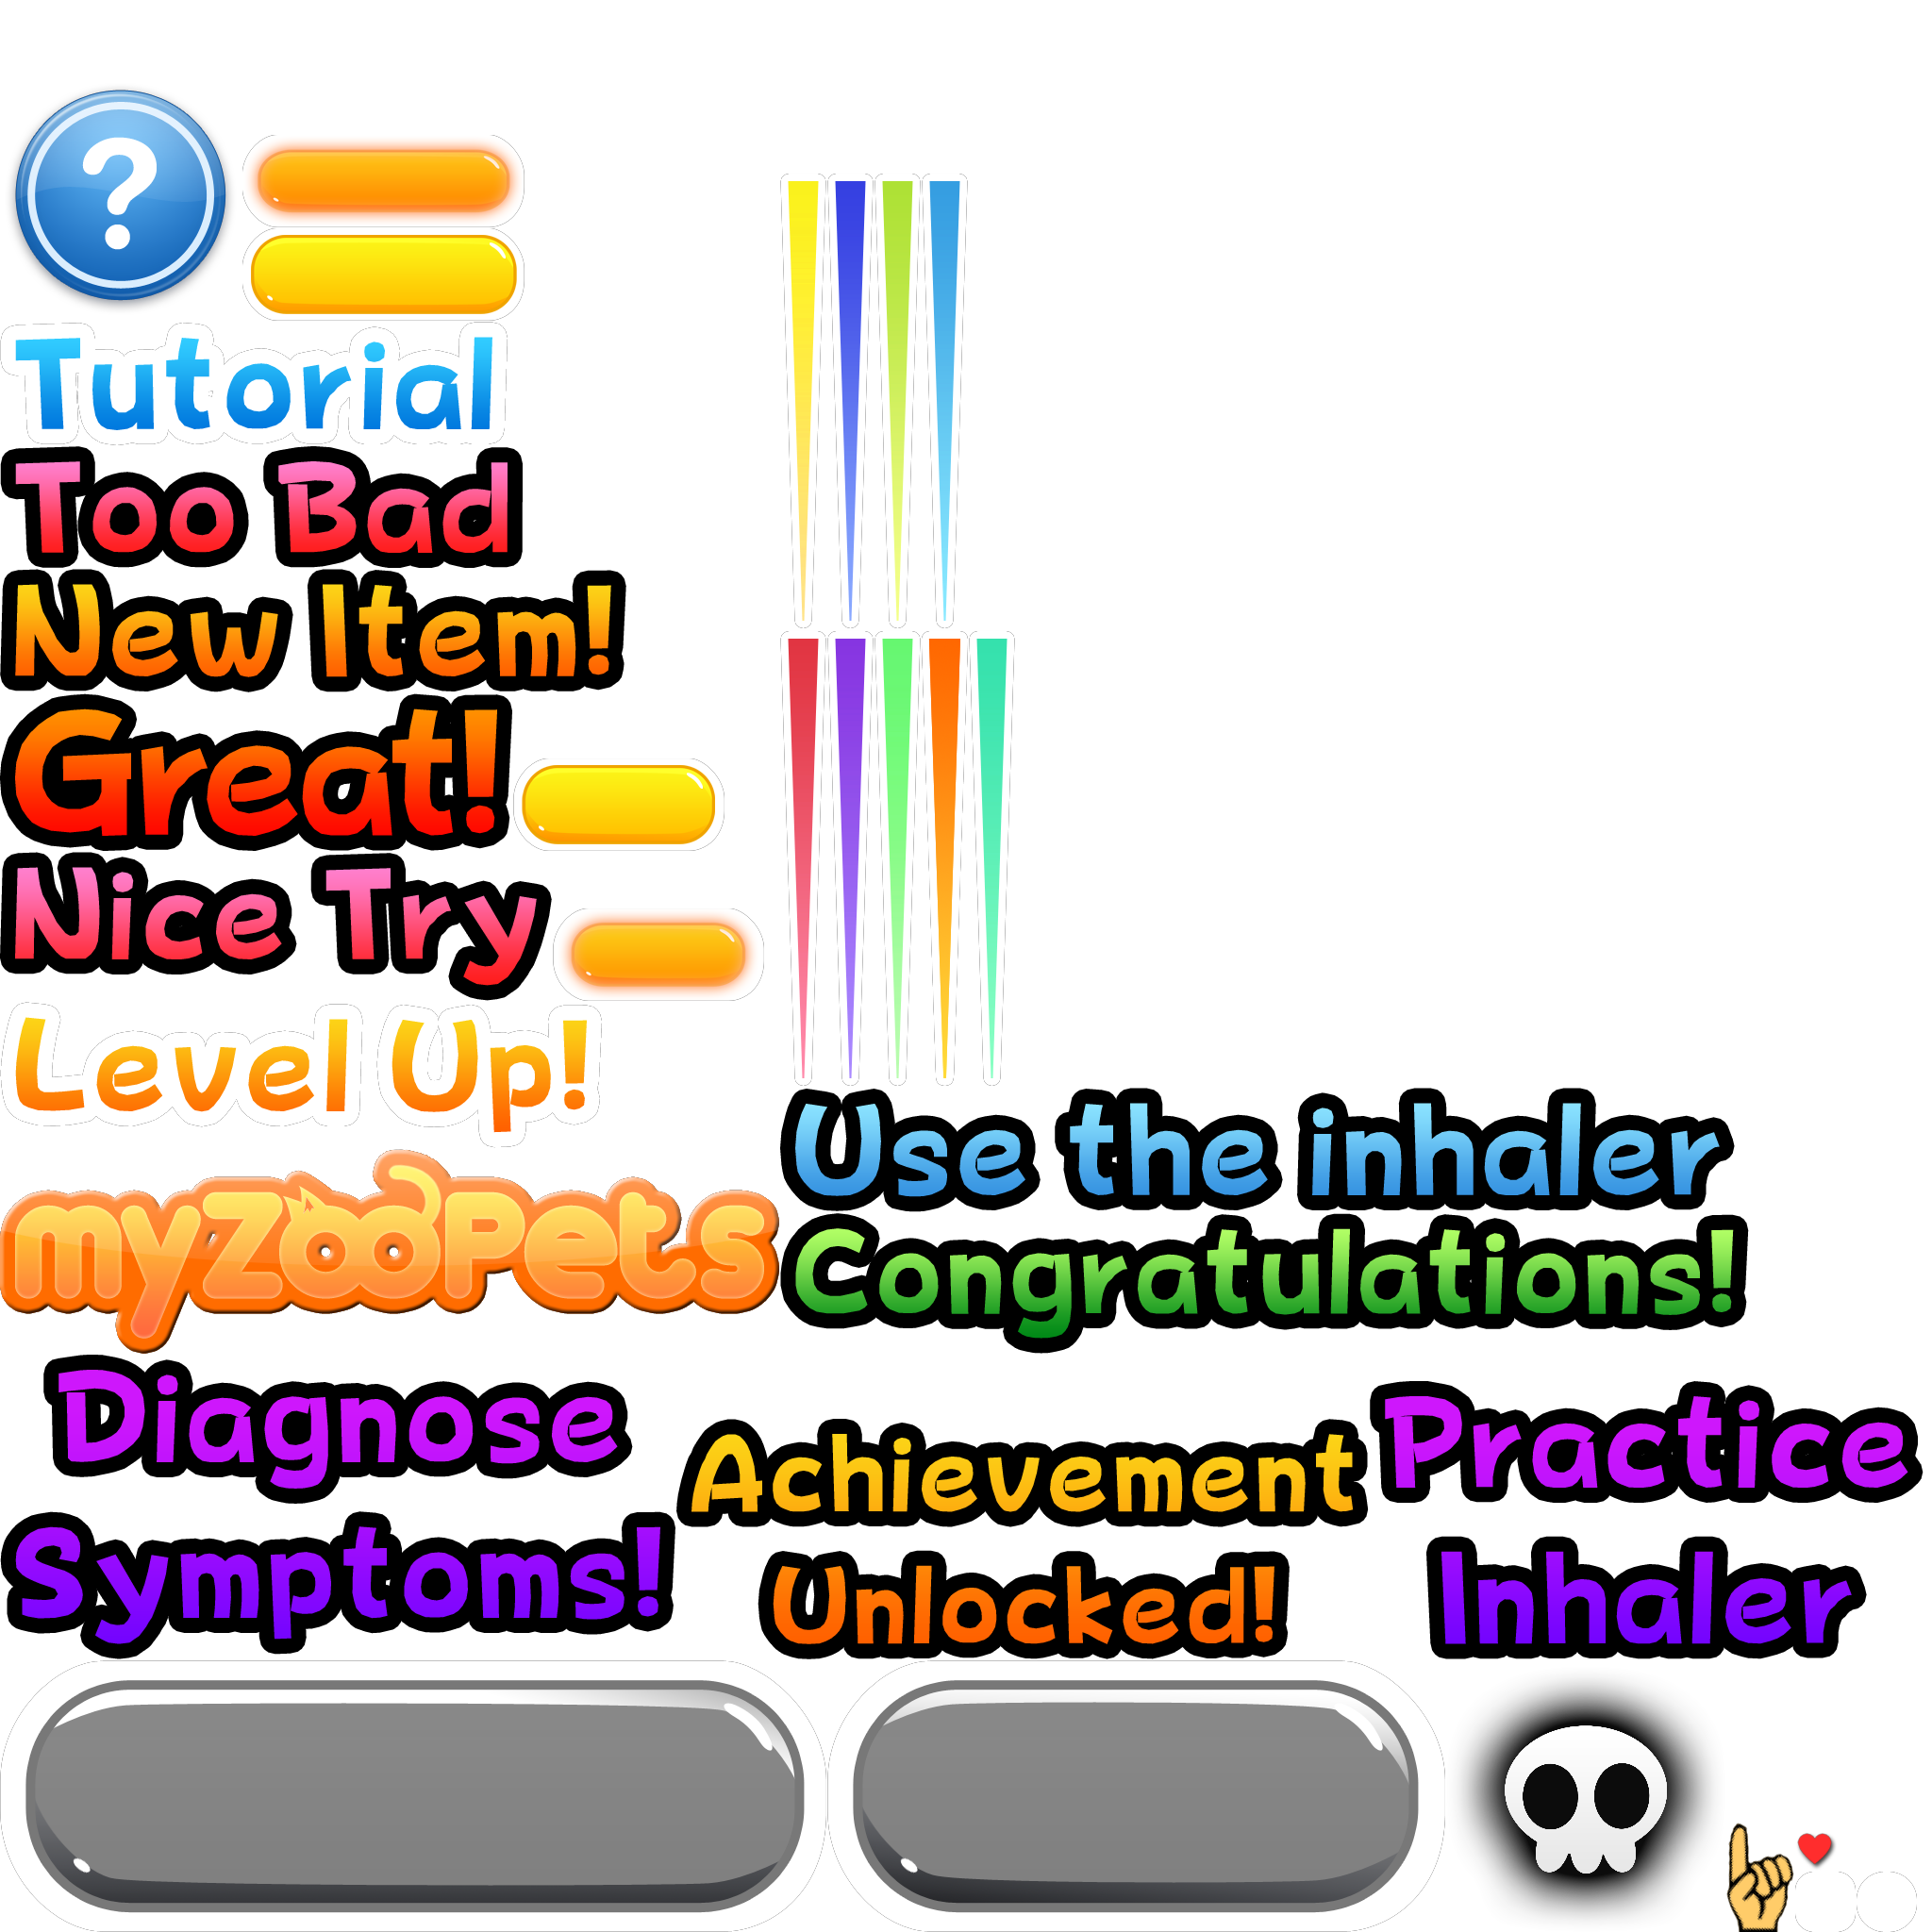 ?
Tutorial
Too Bad
New Item!
Great!
Nice Try
Level Up!
myZooPets
Use the inhaler
Congratulations!
Diagnose
Symptoms!
Achievement
Unlocked!
Practice
Inhaler